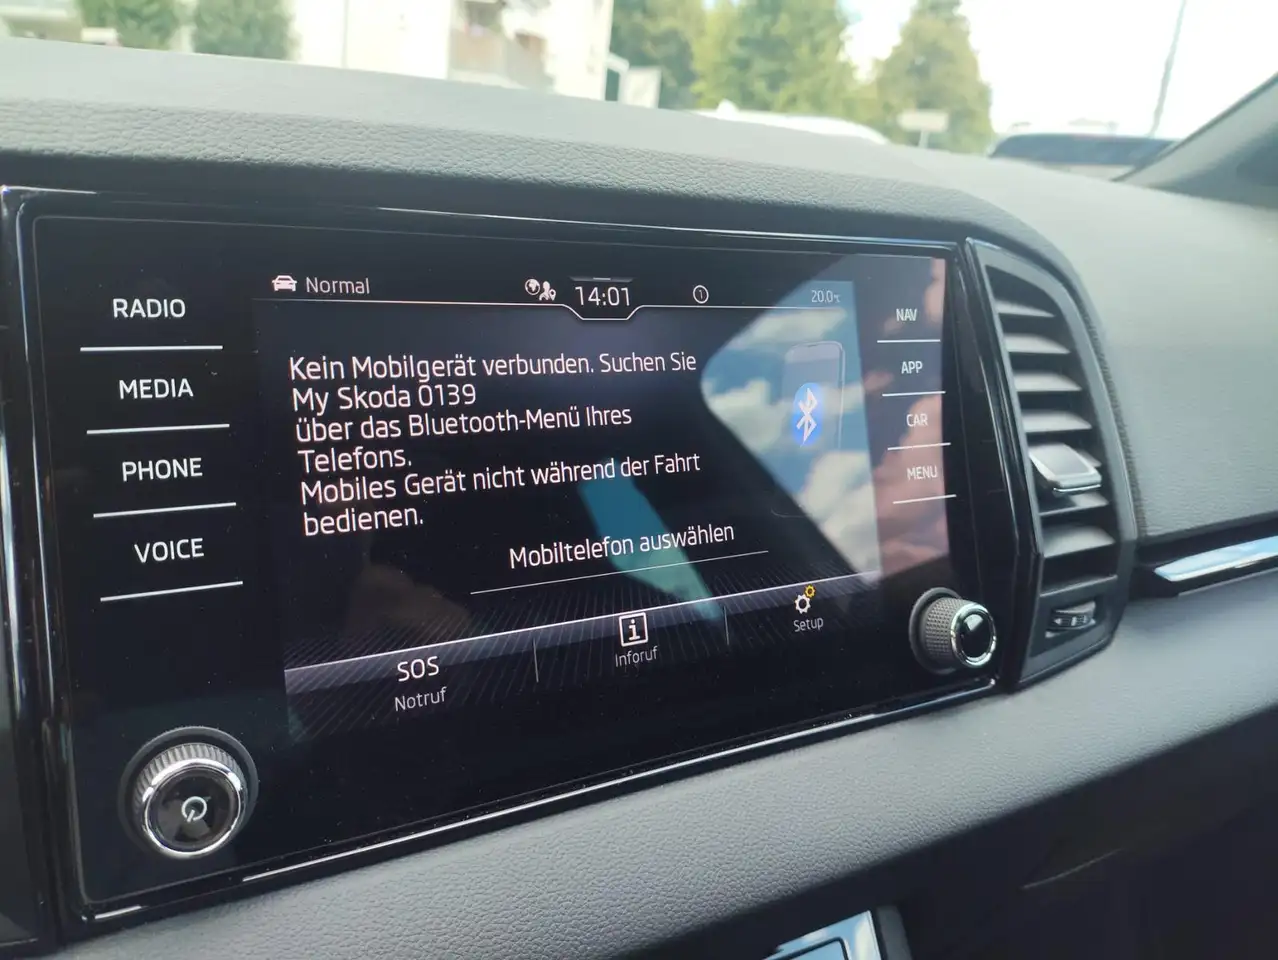 Normal
14:01
1
20.0°C
RADIO
MEDIA
PHONE
VOICE
Kein Mobilgerät verbunden. Suchen Sie
My Skoda 0139
über das Bluetooth-Menü Ihres
Telefons.
Mobiles Gerät nicht während der Fahrt
bedienen.
Mobiltelefon auswählen
SOS
Notruf
i
Inforuf
Setup
NAV
APP
CAR
MENU